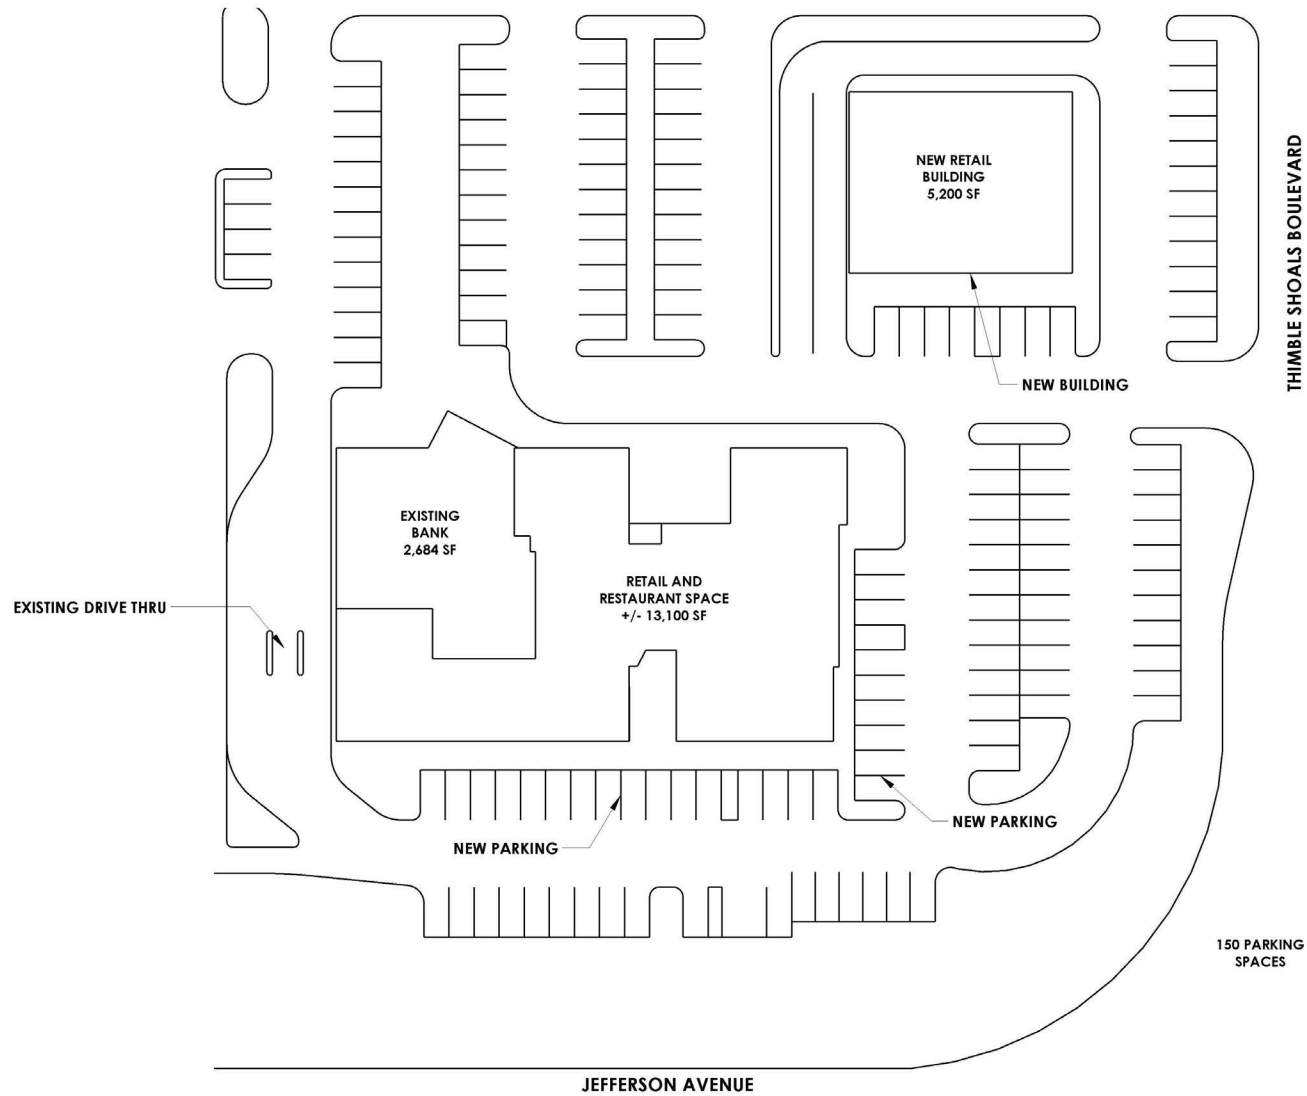 NEW RETAIL
BUILDING
5,200 SF
THIMBLE SHOALS BOULEVARD
NEW BUILDING
EXISTING
BANK
2,684 SF
RETAIL AND
RESTAURANT SPACE
+/- 13,100 SF
EXISTING DRIVE THRU
NEW PARKING
NEW PARKING
150 PARKING
SPACES
JEFFERSON AVENUE